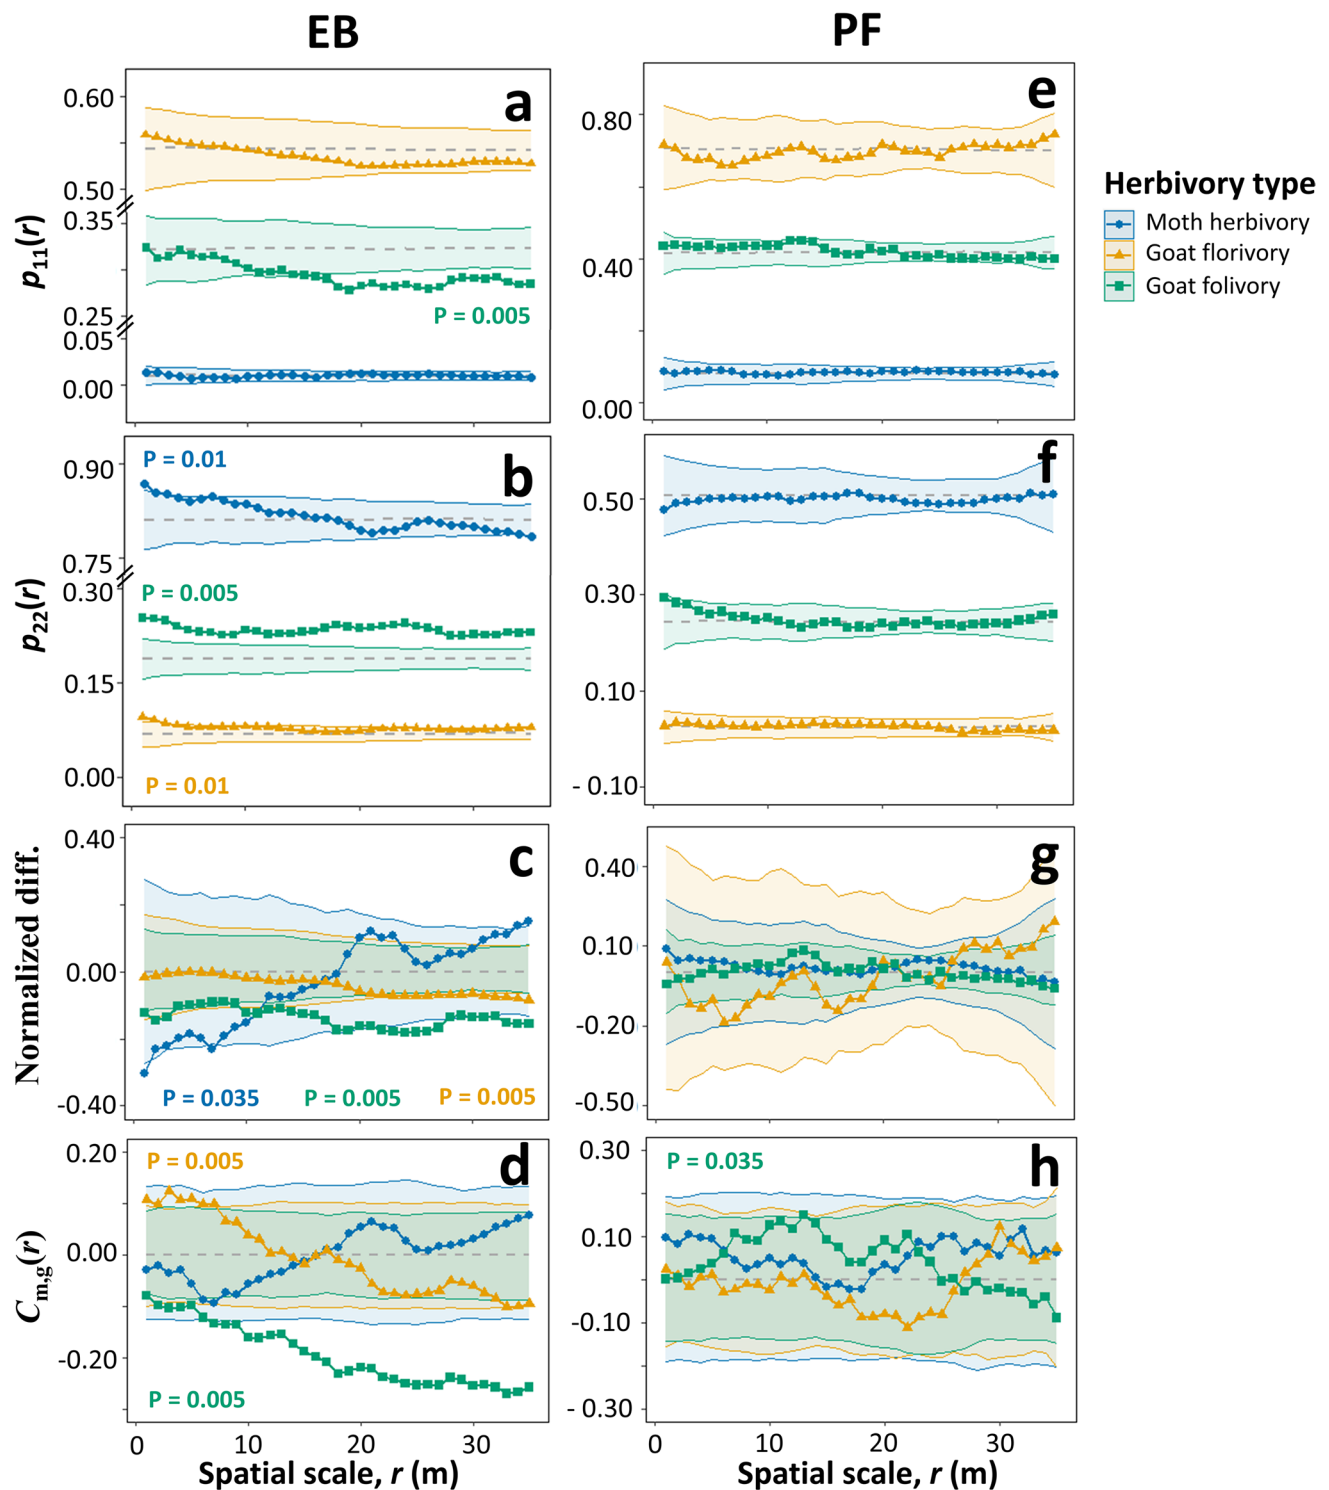 EB
PF
a
0.60
0.50
0.35
0.25
0.05
0.00
p11(r)
P = 0.005
e
0.80
0.40
0.00
Herbivory type
Moth herbivory
Goat florivory
Goat folivory
b
P = 0.01
0.90
0.75
0.30
0.15
0.00
p22(r)
P = 0.005
P = 0.01
f
0.50
0.30
0.10
- 0.10
c
0.40
0.00
-0.40
Normalized diff.
P = 0.035 P = 0.005 P = 0.005
g
0.40
0.10
-0.20
-0.50
d
0.20
0.00
-0.20
Cm,g(r)
P = 0.005
P = 0.005
0 10 20 30
Spatial scale, r (m)
h
P = 0.035
0.30
0.10
-0.10
- 0.30
0 10 20 30
Spatial scale, r (m)